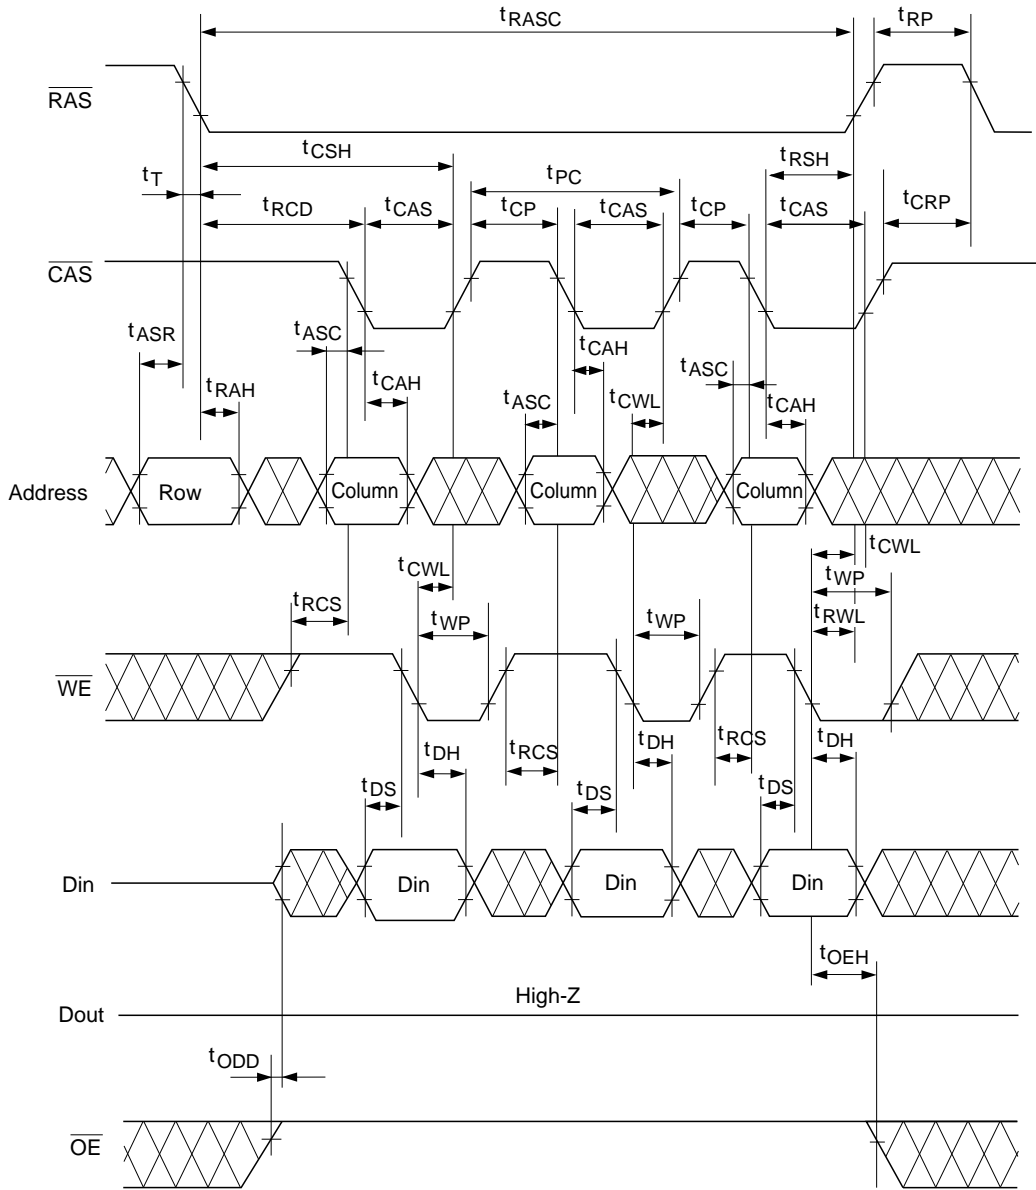 tRASC tRP
RAS
tCSH tRSH
tT tPC
tRCD tCAS tCP tCAS tCP tCAS tCRP
CAS
tASR tASC tCAH
tRAH tCAH tASC tCWL tASC tCAH
Address Row Column Column Column
tCWL tCWL
tRCS tWP tWP tWP
tRWL
WE
tDH tRCS tDH tRCS tDH
tDS tDS tDS
Din Din Din Din
tOEH
High-Z
Dout
tODD
OE